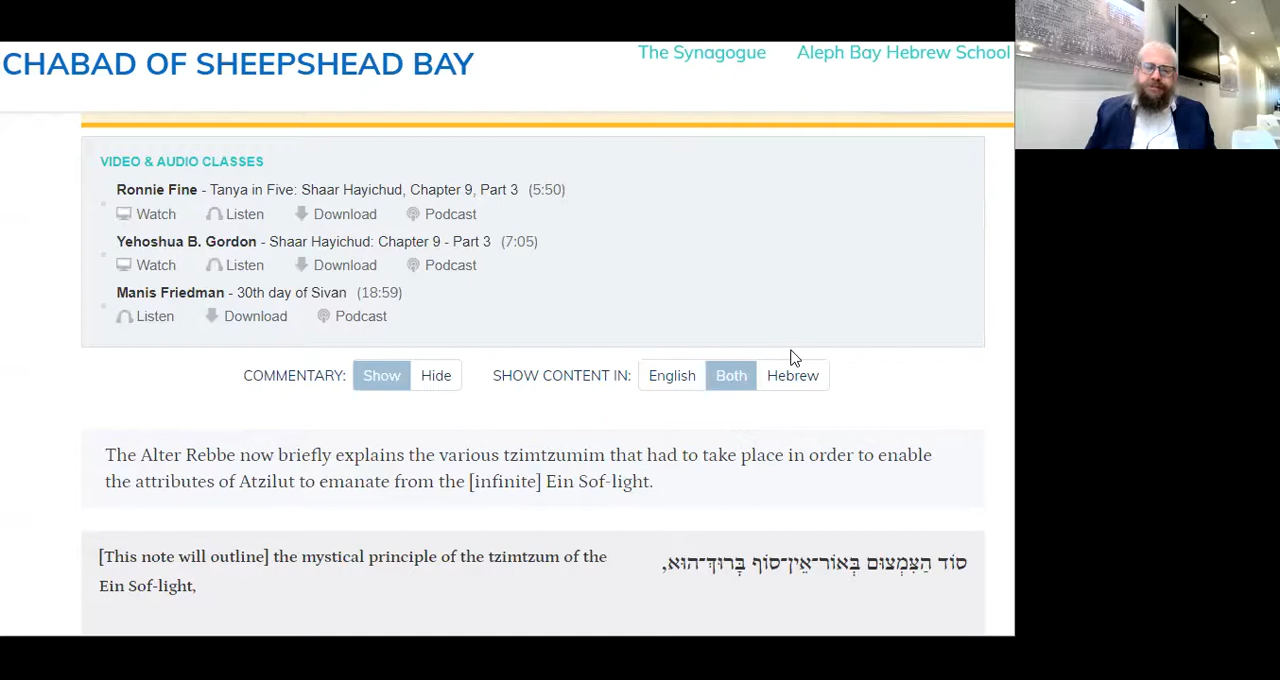 CHABAD OF SHEEPSHEAD BAY
The Synagogue Aleph Bay Hebrew School
VIDEO & AUDIO CLASSES
Ronnie Fine - Tanya in Five: Shaar Hayichud, Chapter 9, Part 3 (5:50)
Watch Listen Download Podcast
Yehoshua B. Gordon - Shaar Hayichud: Chapter 9 - Part 3 (7:05)
Watch Listen Download Podcast
Manis Friedman - 30th day of Sivan (18:59)
Listen Download Podcast
COMMENTARY: Show Hide SHOW CONTENT IN: English Both Hebrew
The Alter Rebbe now briefly explains the various tzimtzumim that had to take place in order to enable
the attributes of Atzilut to emanate from the [infinite] Ein Sof-light.
[This note will outline] the mystical principle of the tzimtzum of the
Ein Sof-light,
סוֹד הַצִּמְצוּם בְּאוֹר־אֵין־סוֹף בָּרוּךְ־הוּא,